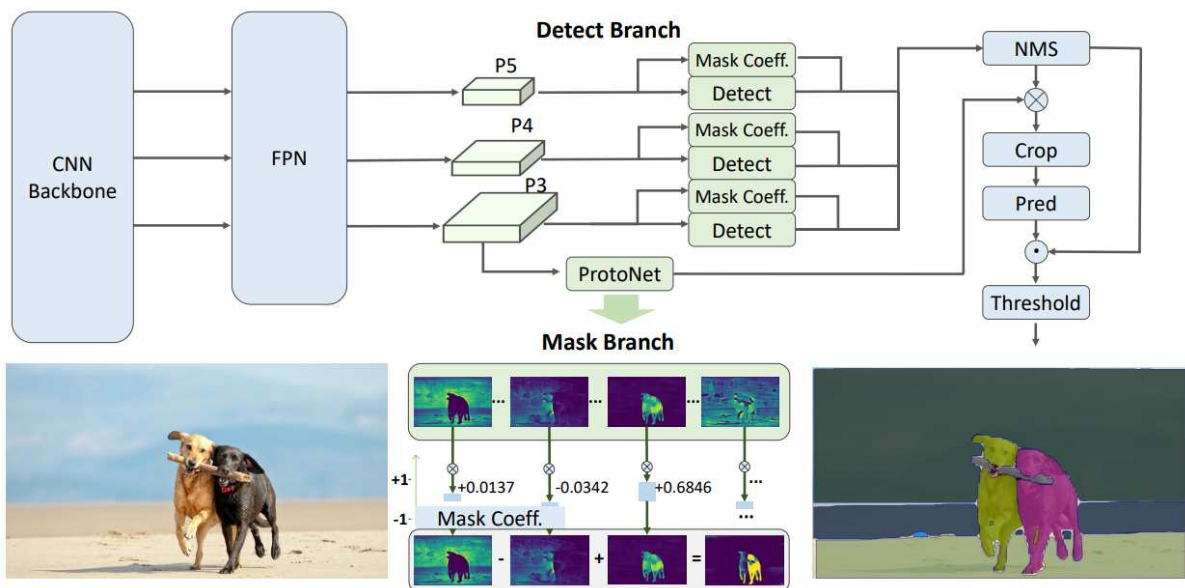 Detect Branch
CNN
Backbone
FPN
P5
P4
P3
Mask Coeff.
Detect
Mask Coeff.
Detect
Mask Coeff.
Detect
ProtoNet
NMS
Crop
Pred
Threshold
Mask Branch
... ... ...
+1
-1
+0.0137
-0.0342
+0.6846
...
...
Mask Coeff.
- + =